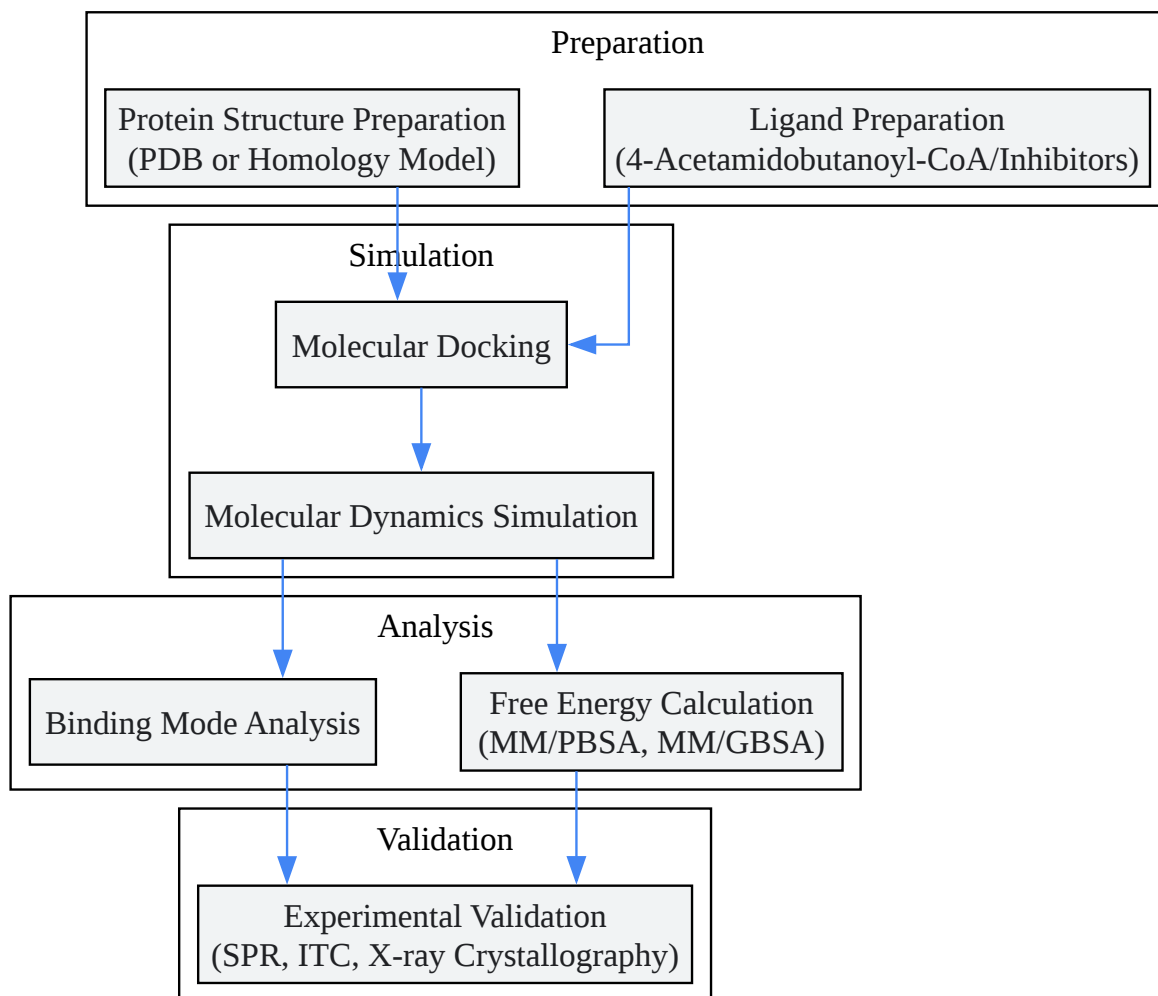 Preparation
Protein Structure Preparation
(PDB or Homology Model)
Ligand Preparation
(4-Acetamidobutanoyl-CoA/Inhibitors)
Simulation
Molecular Docking
Molecular Dynamics Simulation
Analysis
Binding Mode Analysis
Free Energy Calculation
(MM/PBSA, MM/GBSA)
Validation
Experimental Validation
(SPR, ITC, X-ray Crystallography)